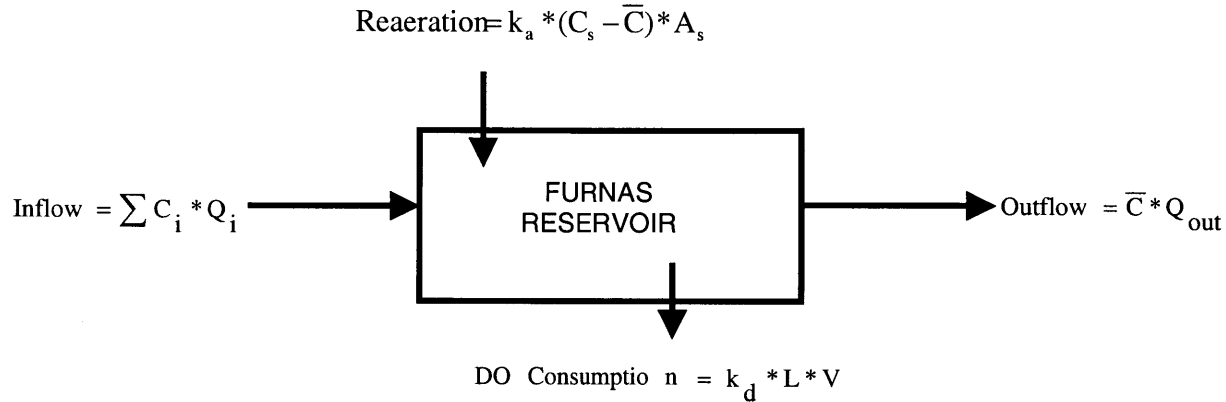 Reaeration= k_a *(C_s − C̅)* A_s
FURNAS
RESERVOIR
Inflow = ∑ C_i * Q_i
Outflow = C̅ * Q_out
DO Consumptio n = k_d * L * V